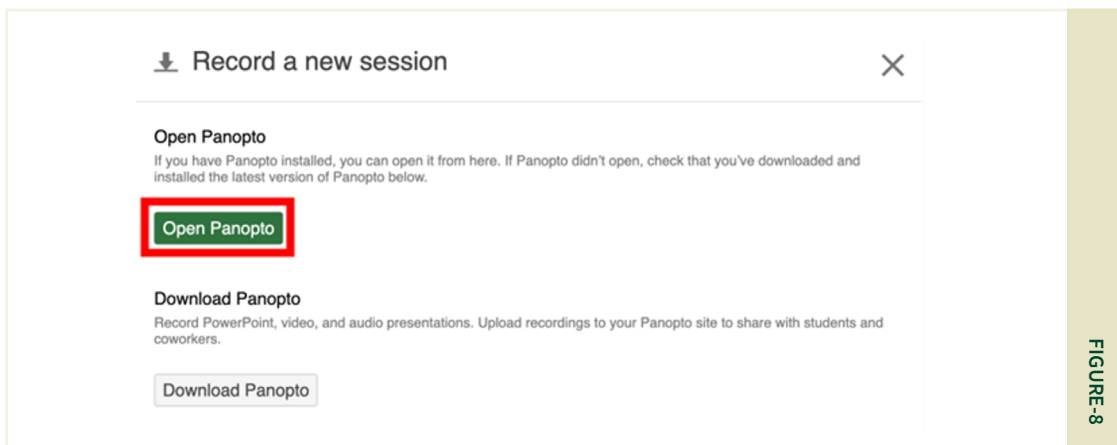 Record a new session
Open Panopto
If you have Panopto installed, you can open it from here. If Panopto didn't open, check that you've downloaded and
installed the latest version of Panopto below.
Open Panopto
Download Panopto
Record PowerPoint, video, and audio presentations. Upload recordings to your Panopto site to share with students and
coworkers.
Download Panopto
FIGURE-8